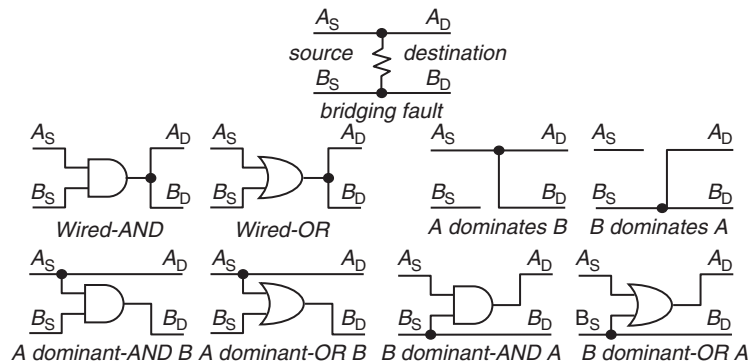 A_S A_D
source destination
B_S B_D
bridging fault
A_S A_D A_S A_D A_S A_D A_S A_D
B_S B_D B_S B_D B_S B_D B_S B_D
Wired-AND Wired-OR A dominates B B dominates A
A_S A_D A_S A_D A_S A_D A_S A_D
B_S B_D B_S B_D B_S B_D B_S B_D
A dominant-AND B A dominant-OR B B dominant-AND A B dominant-OR A